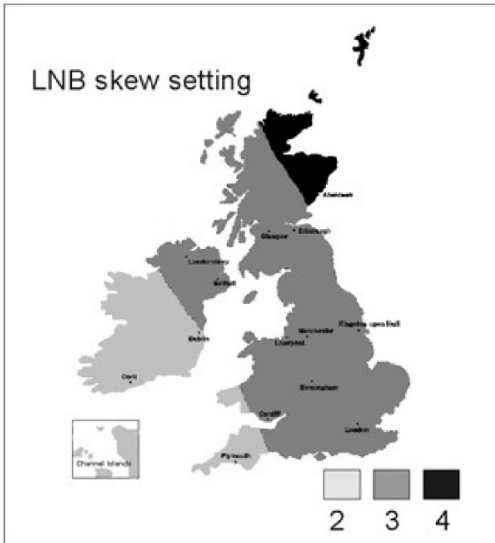 LNB skew setting
Aberdeen
Glasgow
Edinburgh
Londonderry
Belfast
Dublin
Liverpool
Manchester
Kingston upon Hull
Cork
Birmingham
Cardiff
London
Plymouth
Channel Islands
2 3 4